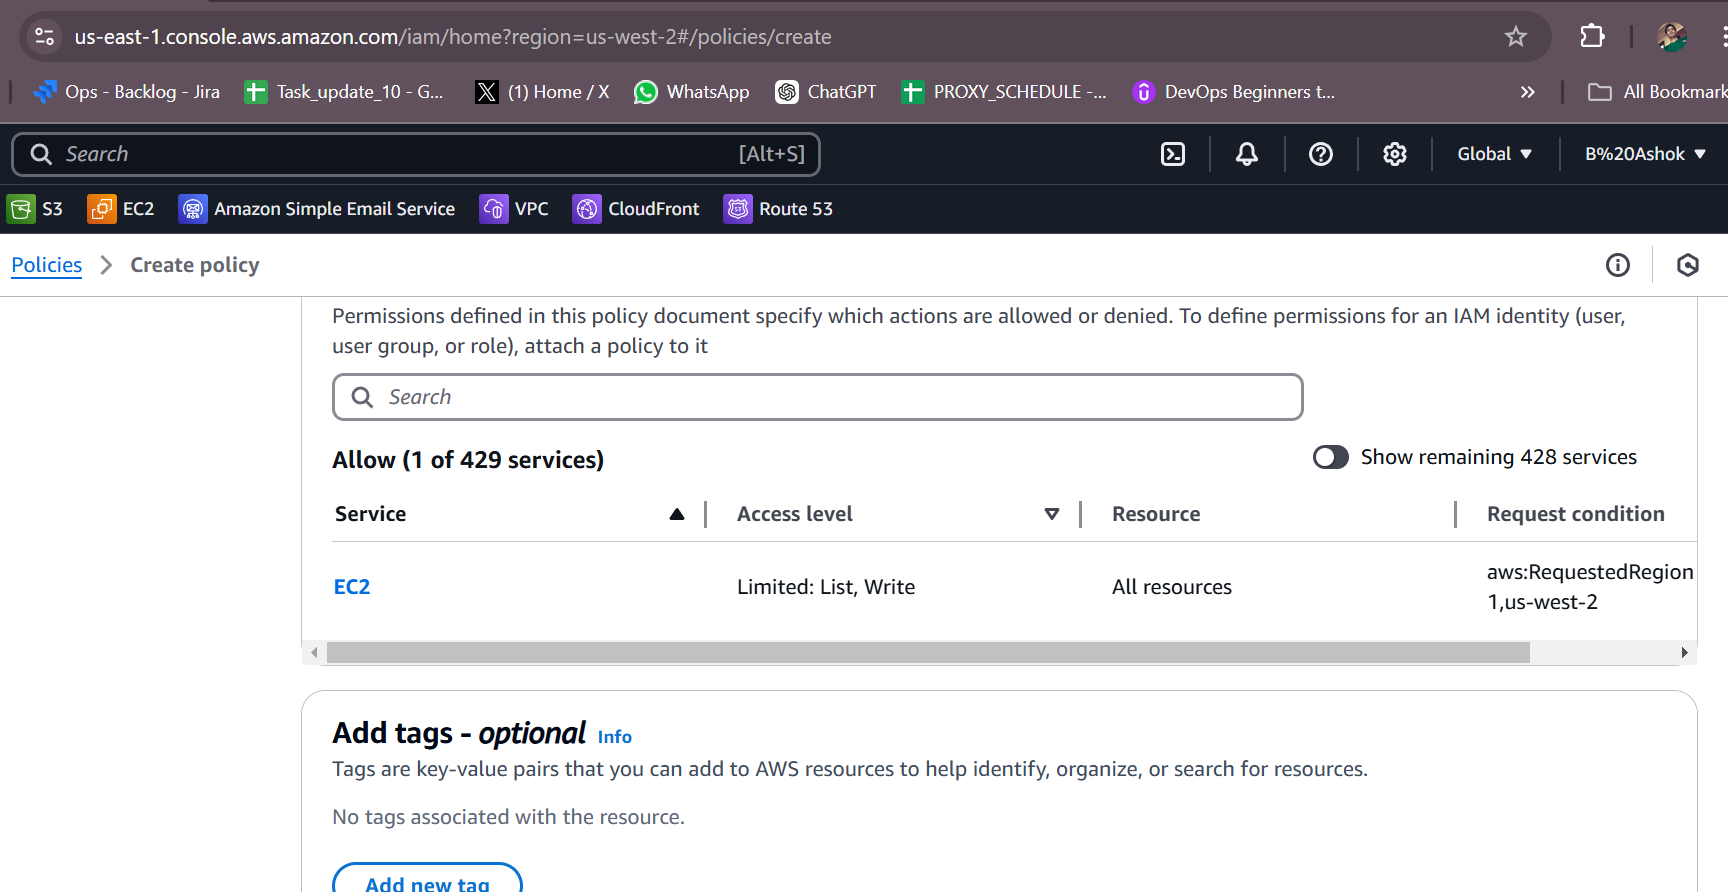 us-east-1.console.aws.amazon.com/iam/home?region=us-west-2#/policies/create
Ops - Backlog - Jira
Task_update_10 - G...
(1) Home / X
WhatsApp
ChatGPT
PROXY_SCHEDULE -...
DevOps Beginners t...
»
All Bookmark
Search
[Alt+S]
Global
B%20Ashok
S3
EC2
Amazon Simple Email Service
VPC
CloudFront
Route 53
Policies
Create policy
Permissions defined in this policy document specify which actions are allowed or denied. To define permissions for an IAM identity (user,
user group, or role), attach a policy to it
Search
Allow (1 of 429 services)
Show remaining 428 services
Service
Access level
Resource
Request condition
EC2
Limited: List, Write
All resources
aws:RequestedRegion
1,us-west-2
Add tags - optional Info
Tags are key-value pairs that you can add to AWS resources to help identify, organize, or search for resources.
No tags associated with the resource.
Add new tag